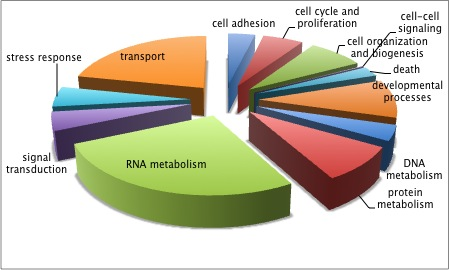 cell adhesion
cell cycle and
proliferation
cell-cell
signaling
cell organization
and biogenesis
death
developmental
processes
DNA
metabolism
protein
metabolism
RNA metabolism
signal
transduction
stress response
transport